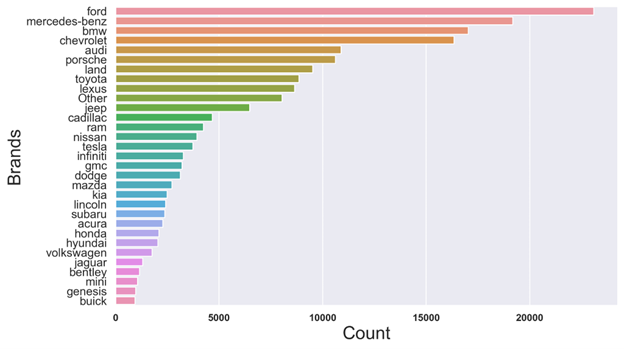 ford
mercedes-benz
bmw
chevrolet
audi
porsche
land
toyota
lexus
Other
jeep
cadillac
ram
nissan
tesla
infiniti
gmc
dodge
mazda
kia
lincoln
subaru
acura
honda
hyundai
volkswagen
jaguar
bentley
mini
genesis
buick
Brands
0 5000 10000 15000 20000
Count